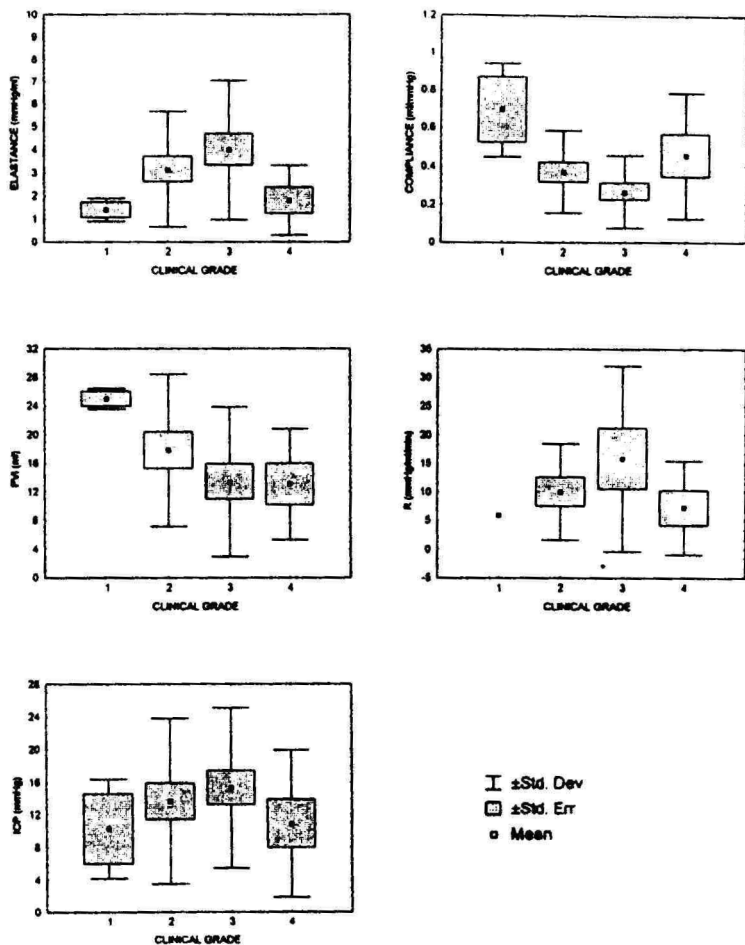 ELASTANCE (mmHg/ml)
10
9
8
7
6
5
4
3
2
1
0
1 2 3 4
CLINICAL GRADE
COMPLIANCE (ml/mmHg)
1.2
1
0.8
0.6
0.4
0.2
0
1 2 3 4
CLINICAL GRADE
PVI (ml)
32
28
24
20
16
12
8
4
0
1 2 3 4
CLINICAL GRADE
R (mmHg/ml/min)
35
30
25
20
15
10
5
0
-5
1 2 3 4
CLINICAL GRADE
ICP (mmHg)
28
24
20
16
12
8
4
0
1 2 3 4
CLINICAL GRADE
±Std. Dev
±Std. Err
Mean